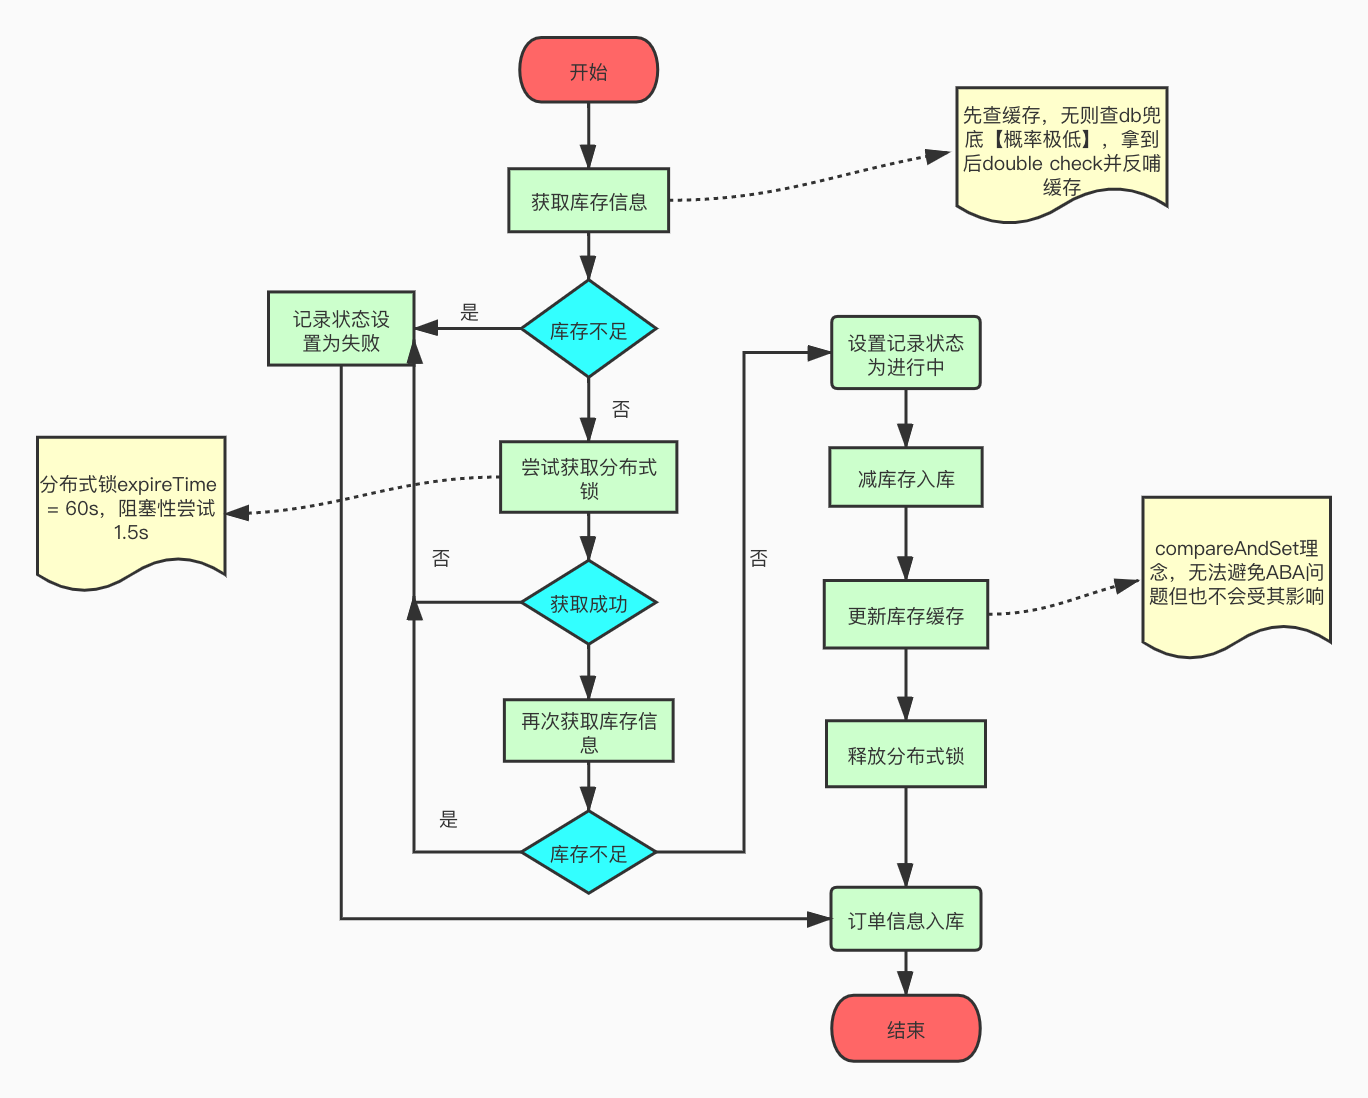 开始
先查缓存，无则查db兜
底【概率极低】，拿到
后double check并反哺
缓存
获取库存信息
记录状态设
置为失败
是
库存不足
设置记录状态
为进行中
否
尝试获取分布式
锁
分布式锁expireTime
= 60s，阻塞性尝试
1.5s
减库存入库
否
否
compareAndSet理
念，无法避免ABA问
题但也不会受其影响
获取成功
更新库存缓存
再次获取库存信
息
释放分布式锁
是
库存不足
订单信息入库
结束